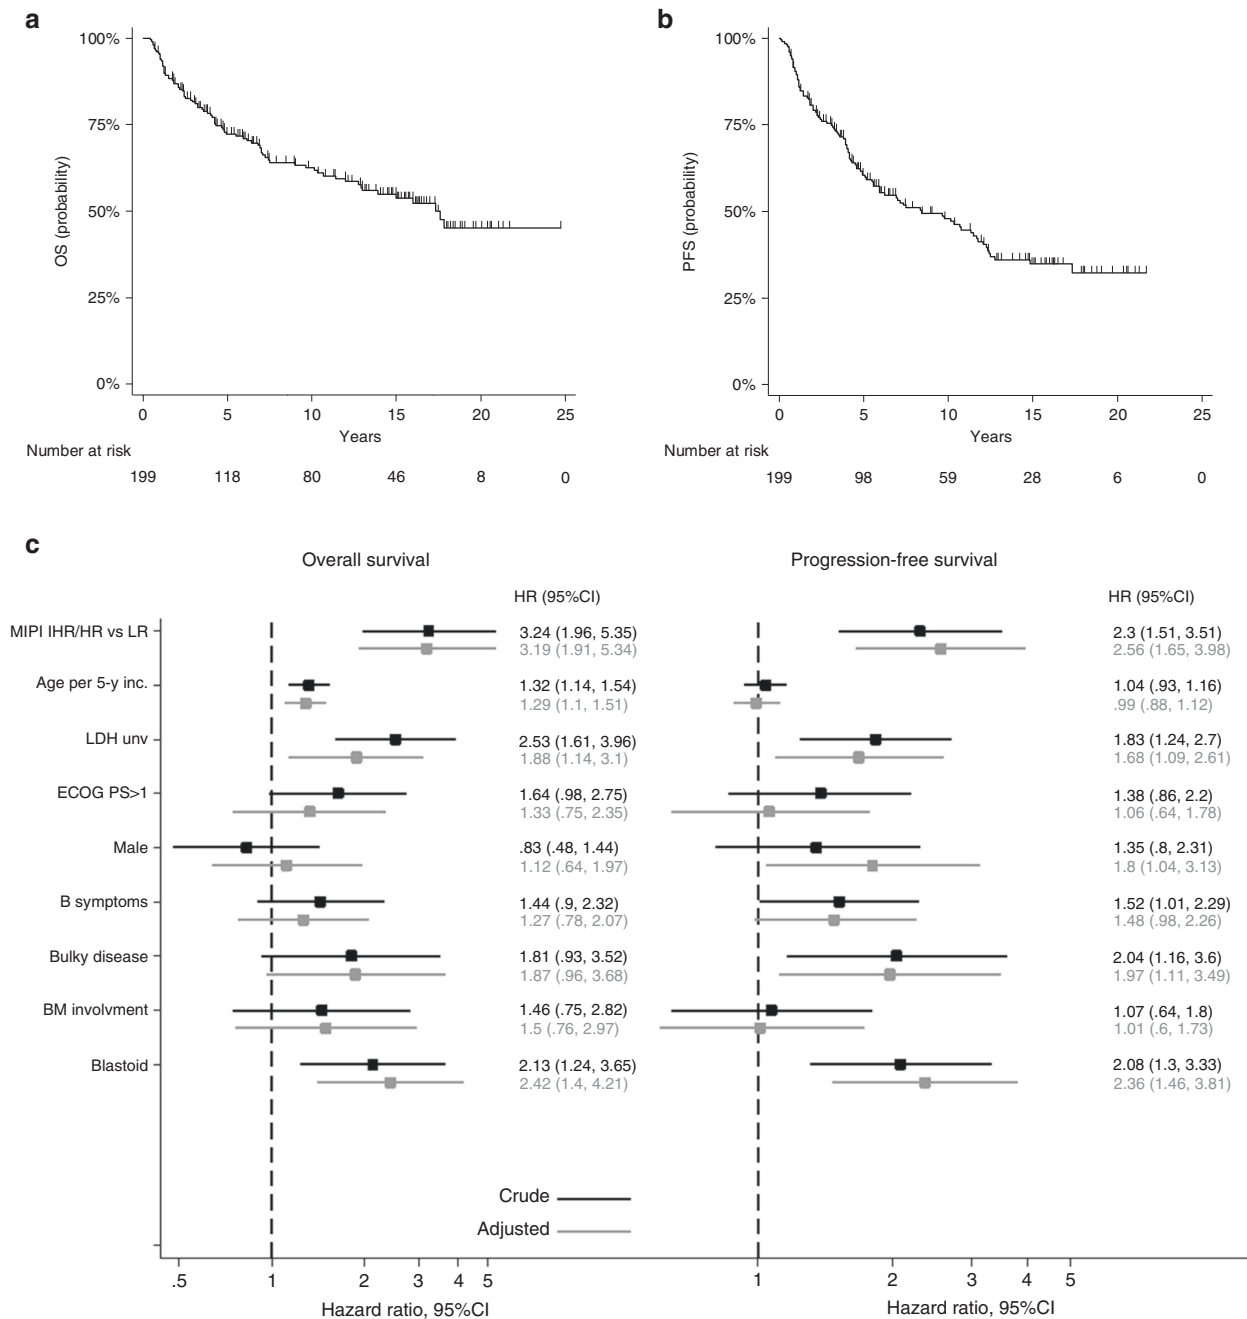 a
100%
75%
50%
25%
0%
OS (probability)
0 5 10 15 20 25
Years
Number at risk
199 118 80 46 8 0
b
100%
75%
50%
25%
0%
PFS (probability)
0 5 10 15 20 25
Years
Number at risk
199 98 59 28 6 0
c
Overall survival
Progression-free survival
HR (95%CI)
HR (95%CI)
MIPI IHR/HR vs LR 3.24 (1.96, 5.35) 2.3 (1.51, 3.51)
3.19 (1.91, 5.34) 2.56 (1.65, 3.98)
Age per 5-y inc. 1.32 (1.14, 1.54) 1.04 (.93, 1.16)
1.29 (1.1, 1.51) .99 (.88, 1.12)
LDH unv 2.53 (1.61, 3.96) 1.83 (1.24, 2.7)
1.88 (1.14, 3.1) 1.68 (1.09, 2.61)
ECOG PS>1 1.64 (.98, 2.75) 1.38 (.86, 2.2)
1.33 (.75, 2.35) 1.06 (.64, 1.78)
Male .83 (.48, 1.44) 1.35 (.8, 2.31)
1.12 (.64, 1.97) 1.8 (1.04, 3.13)
B symptoms 1.44 (.9, 2.32) 1.52 (1.01, 2.29)
1.27 (.78, 2.07) 1.48 (.98, 2.26)
Bulky disease 1.81 (.93, 3.52) 2.04 (1.16, 3.6)
1.87 (.96, 3.68) 1.97 (1.11, 3.49)
BM involvment 1.46 (.75, 2.82) 1.07 (.64, 1.8)
1.5 (.76, 2.97) 1.01 (.6, 1.73)
Blastoid 2.13 (1.24, 3.65) 2.08 (1.3, 3.33)
2.42 (1.4, 4.21) 2.36 (1.46, 3.81)
Crude
Adjusted
.5 1 2 3 4 5
Hazard ratio, 95%CI
1 2 3 4 5
Hazard ratio, 95%CI